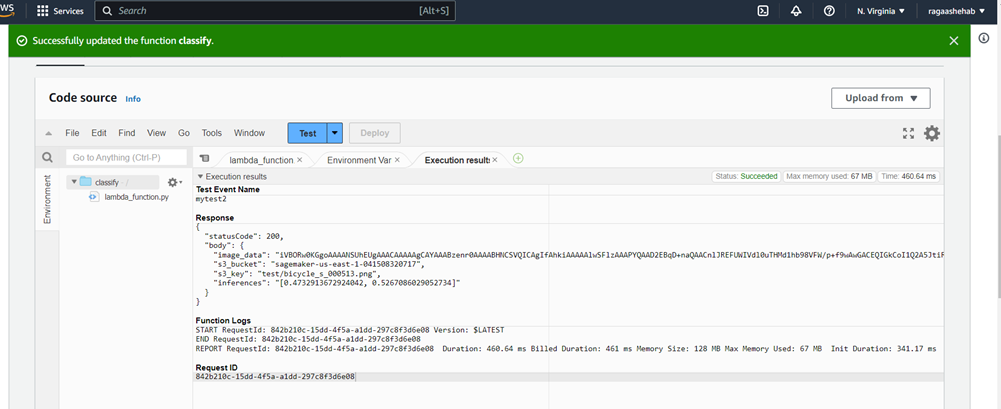 WS
Services
Search
[Alt+S]
N. Virginia
ragaashehab
Successfully updated the function classify.
Code source
Info
Upload from
File Edit Find View Go Tools Window
Test
Deploy
Go to Anything (Ctrl-P)
lambda_function
Environment Var
Execution results
Environment
classify
lambda_function.py
Execution results
Status: Succeeded
Max memory used: 67 MB
Time: 460.64 ms
Test Event Name
mytest2
Response
{
"statusCode": 200,
"body": {
"image_data":
"s3_bucket": "sagemaker-us-east-1-041508320717",
"s3_key": "test/bicycle_s_000513.png",
"inferences": "[0.4732913672924042, 0.5267086029052734]"
}
}
Function Logs
START RequestId: 842b210c-15dd-4f5a-a1dd-297c8f3d6e08 Version: $LATEST
END RequestId: 842b210c-15dd-4f5a-a1dd-297c8f3d6e08
REPORT RequestId: 842b210c-15dd-4f5a-a1dd-297c8f3d6e08 Duration: 460.64 ms Billed Duration: 461 ms Memory Size: 128 MB Max Memory Used: 67 MB Init Duration: 341.17 ms
Request ID
842b210c-15dd-4f5a-a1dd-297c8f3d6e08